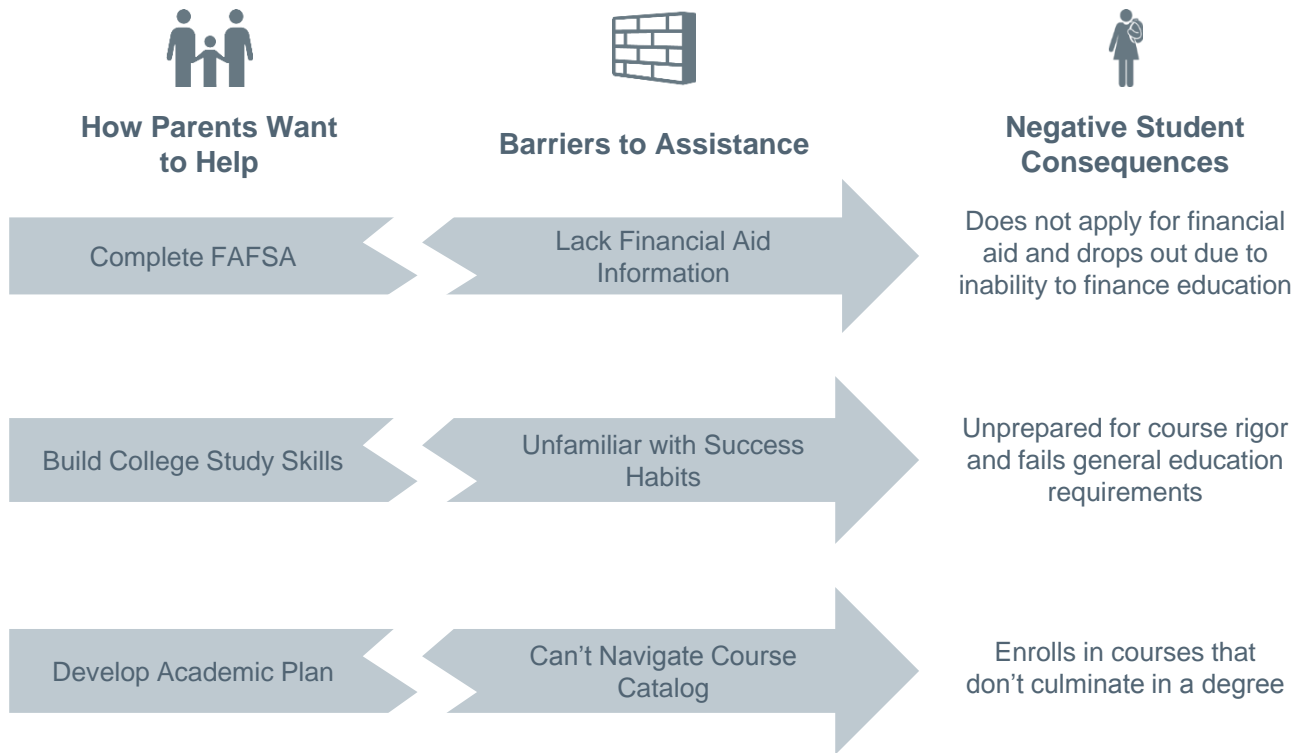 How Parents Want
to Help
Barriers to Assistance
Negative Student
Consequences
Complete FAFSA
Lack Financial Aid
Information
Does not apply for financial
aid and drops out due to
inability to finance education
Build College Study Skills
Unfamiliar with Success
Habits
Unprepared for course rigor
and fails general education
requirements
Develop Academic Plan
Can't Navigate Course
Catalog
Enrolls in courses that
don't culminate in a degree